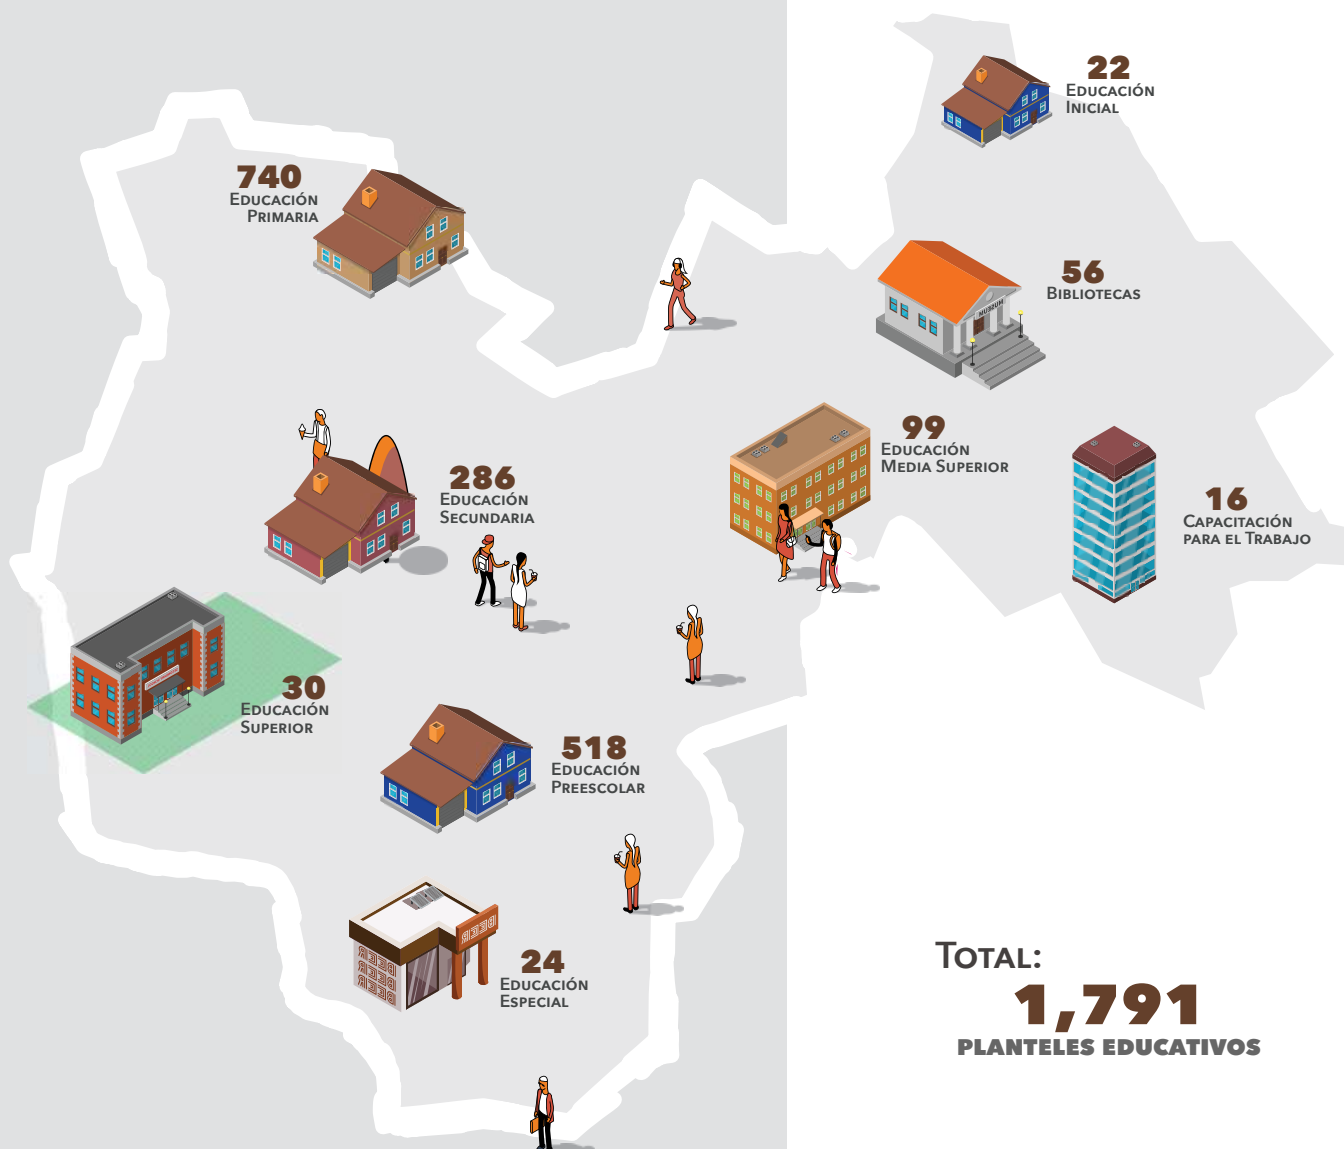 22
Educación
Inicial
740
Educación
Primaria
56
Bibliotecas
MUSEUM
99
Educación
Media Superior
286
Educación
Secundaria
16
Capacitación
para el Trabajo
30
Educación
Superior
518
Educación
Preescolar
24
Educación
Especial
Total:
1,791
PLANTELES EDUCATIVOS